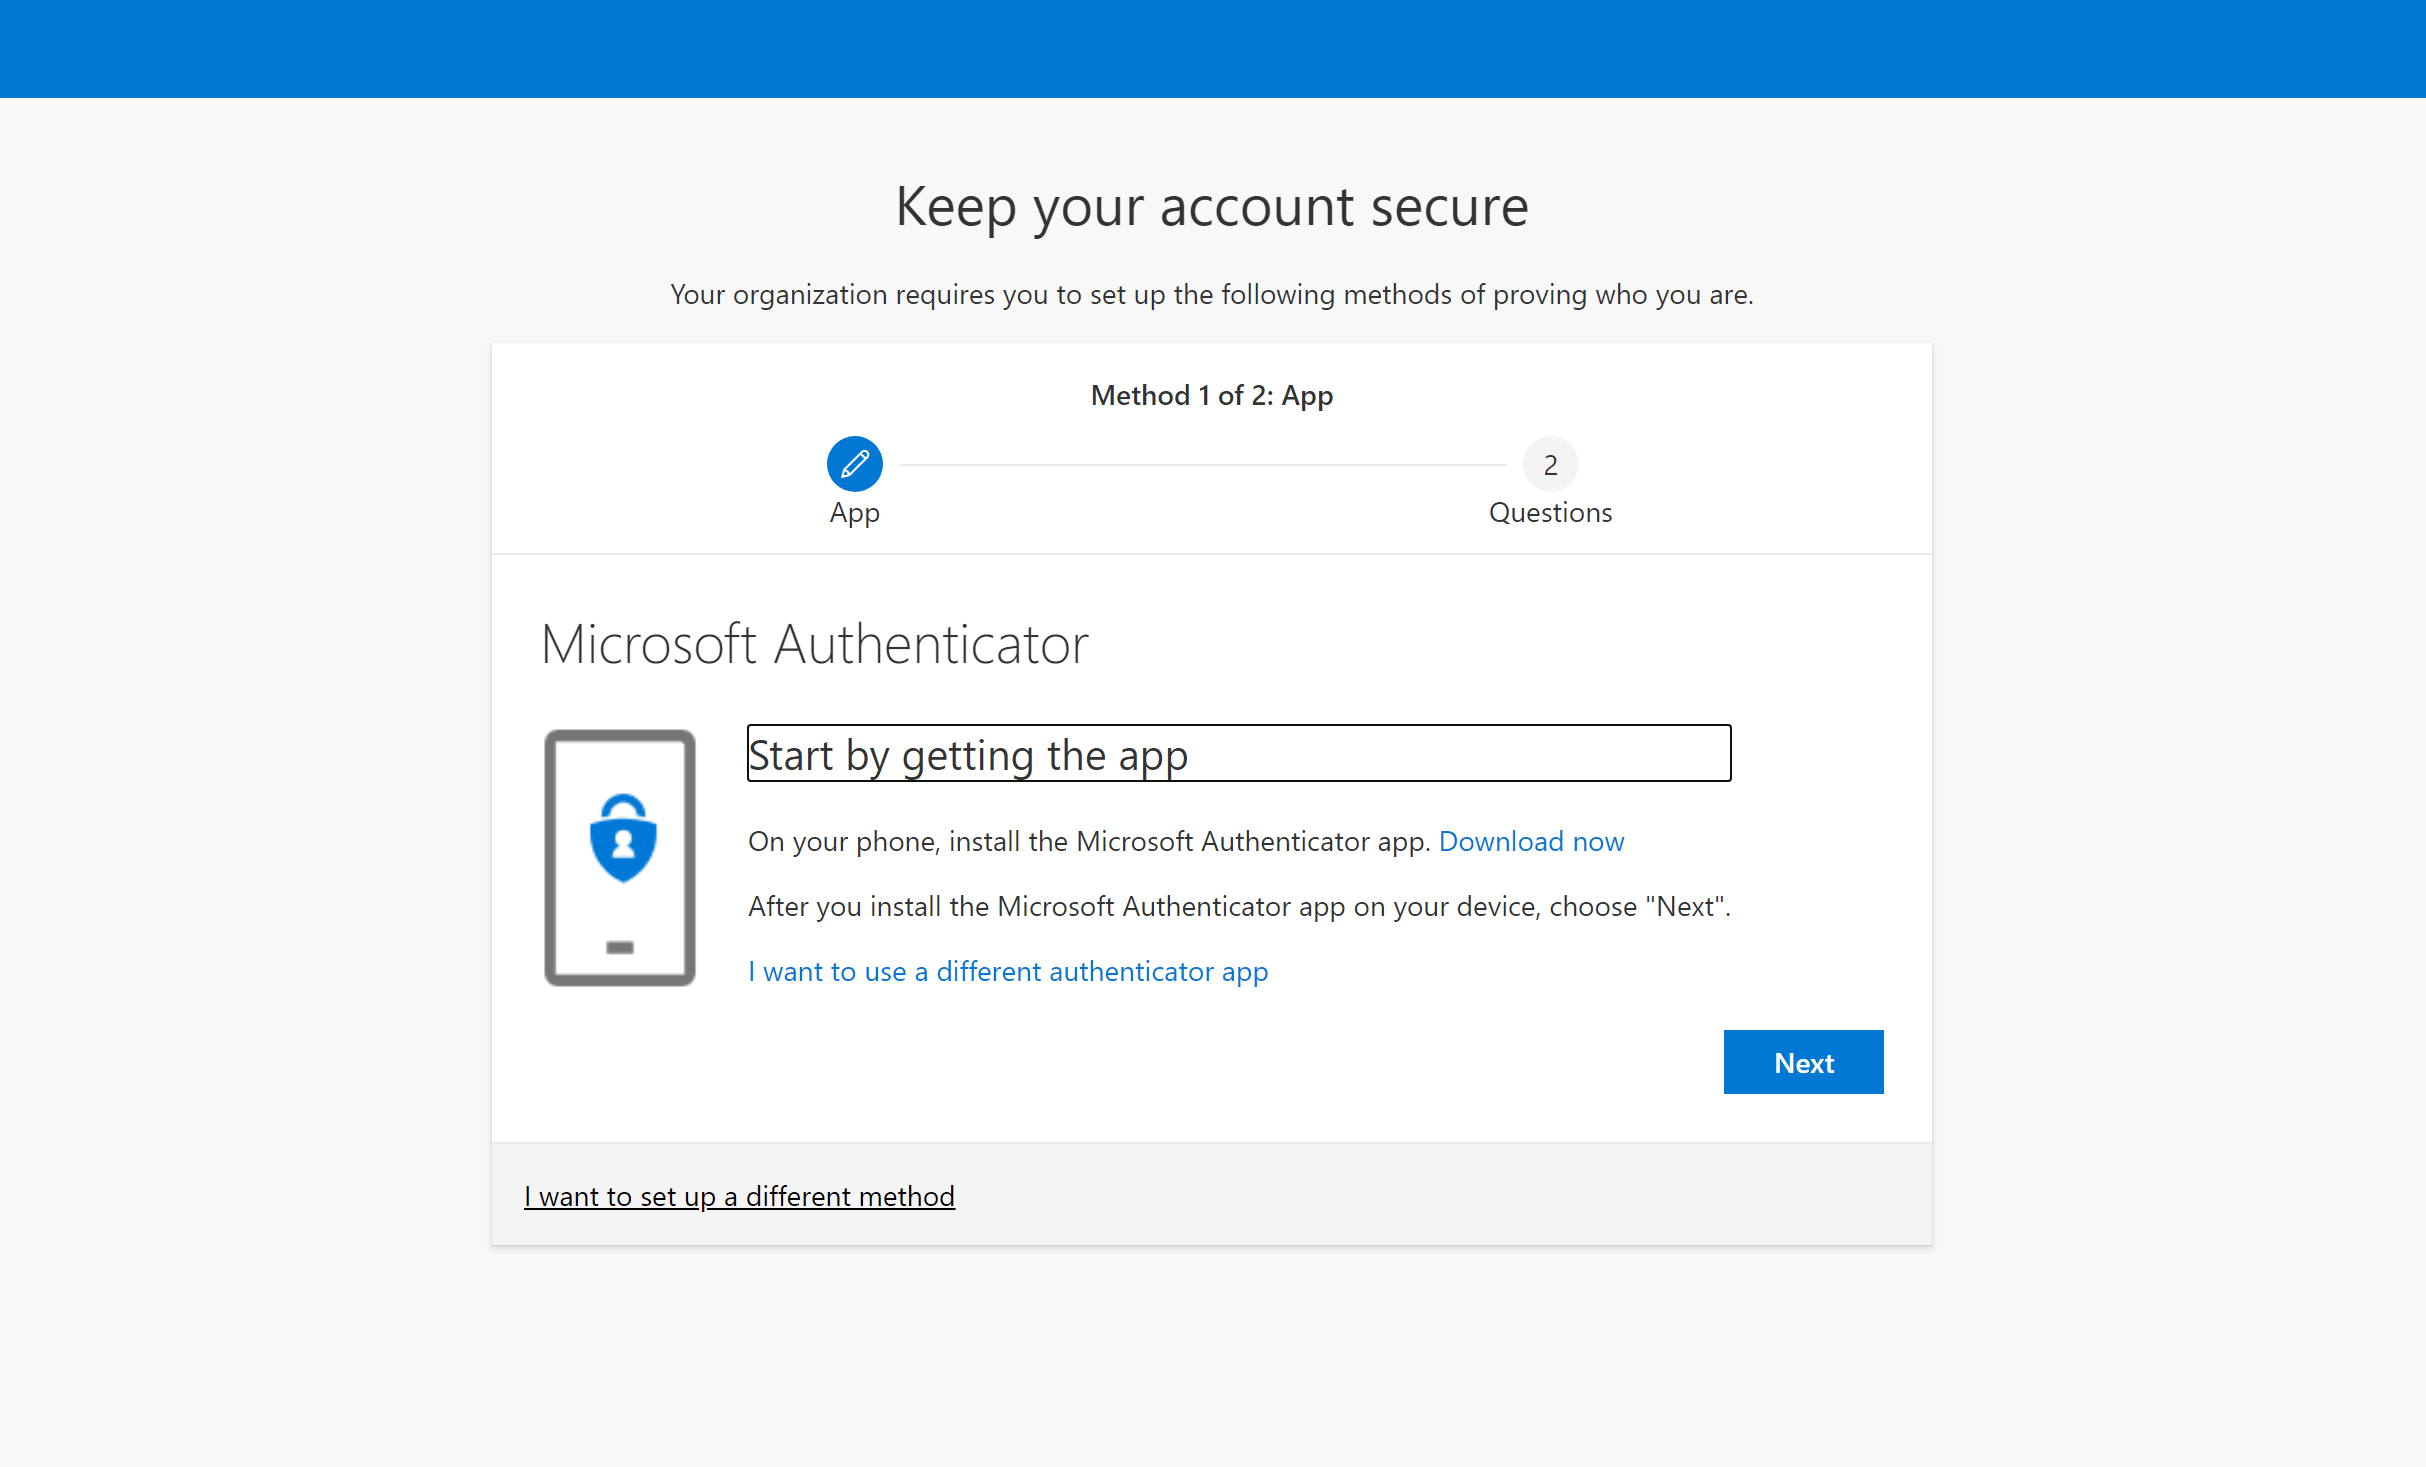 Keep your account secure
Your organization requires you to set up the following methods of proving who you are.
Method 1 of 2: App
2
App
Questions
Microsoft Authenticator
Start by getting the app
On your phone, install the Microsoft Authenticator app. Download now
After you install the Microsoft Authenticator app on your device, choose "Next".
I want to use a different authenticator app
Next
I want to set up a different method